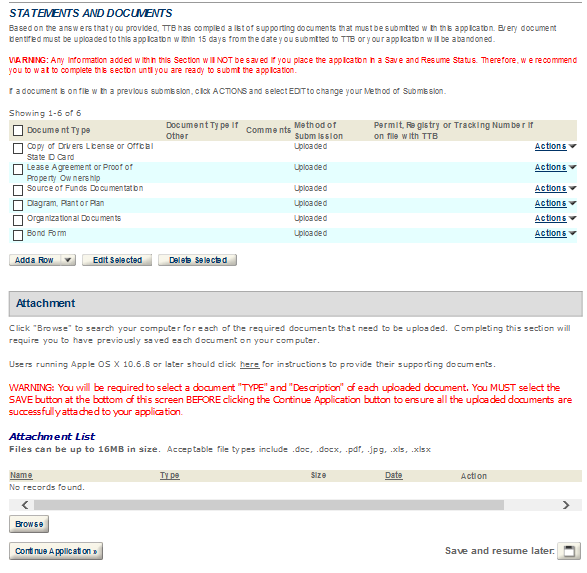 STATEMENTS AND DOCUMENTS
Based on the answers that you provided, TTB has compiled a list of supporting documents that must be submitted with this application. Every document
identified must be uploaded to this application within 15 days from the date you submitted to TTB or your application will be abandoned.
WARNING: Any information added within this Section will NOT be saved if you place the application in a Save and Resume Status. Therefore, we recommend
you to wait to complete this section until you are ready to submit the application.
If a document is on file with a previous submission, click ACTIONS and select EDIT to change your Method of Submission.
Showing 1-6 of 6
Document Type Document Type If Other Comments Method of Submission Permit, Registry or Tracking Number if on file with TTB
Copy of Drivers License or Official State ID Card Uploaded Actions
Lease Agreement or Proof of Property Ownership Uploaded Actions
Source of Funds Documentation Uploaded Actions
Diagram, Plant or Plan Uploaded Actions
Organizational Documents Uploaded Actions
Bond Form Uploaded Actions
Add a Row Edit Selected Delete Selected
Attachment
Click "Browse" to search your computer for each of the required documents that need to be uploaded. Completing this section will
require you to have previously saved each document on your computer.
Users running Apple OS X 10.6.8 or later should click here for instructions to provide their supporting documents.
WARNING: You will be required to select a document "TYPE" and "Description" of each uploaded document. You MUST select the
SAVE button at the bottom of this screen BEFORE clicking the Continue Application button to ensure all the uploaded documents are
successfully attached to your application.
Attachment List
Files can be up to 16MB in size. Acceptable file types include .doc, .docx, .pdf, .jpg, .xls, .xlsx
Name Type Size Date Action
No records found.
Browse
Continue Application » Save and resume later: